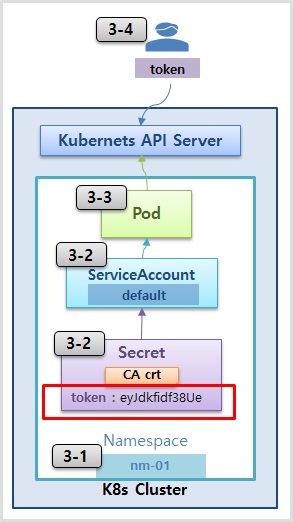 3-4
token
Kubernets API Server
3-3
Pod
3-2
ServiceAccount
default
3-2
Secret
CA crt
token : eyJdkfidf38Ue
Namespace
3-1
nm-01
K8s Cluster